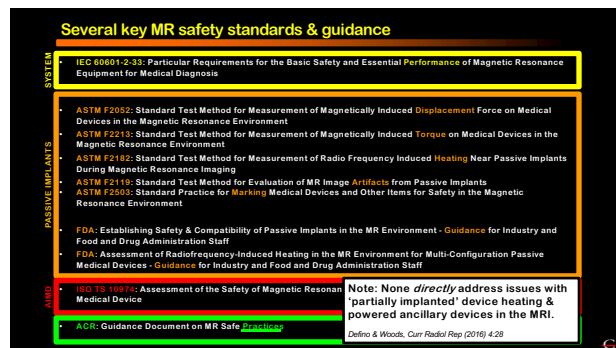 Several key MR safety standards & guidance
SYSTEM
• IEC 60601-2-33: Particular Requirements for the Basic Safety and Essential Performance of Magnetic Resonance
Equipment for Medical Diagnosis
PASSIVE IMPLANTS
• ASTM F2052: Standard Test Method for Measurement of Magnetically Induced Displacement Force on Medical
Devices in the Magnetic Resonance Environment
• ASTM F2213: Standard Test Method for Measurement of Magnetically Induced Torque on Medical Devices in the
Magnetic Resonance Environment
• ASTM F2182: Standard Test Method for Measurement of Radio Frequency Induced Heating Near Passive Implants
During Magnetic Resonance Imaging
• ASTM F2119: Standard Test Method for Evaluation of MR Image Artifacts from Passive Implants
• ASTM F2503: Standard Practice for Marking Medical Devices and Other Items for Safety in the Magnetic
Resonance Environment
• FDA: Establishing Safety & Compatibility of Passive Implants in the MR Environment - Guidance for Industry and
Food and Drug Administration Staff
• FDA: Assessment of Radiofrequency-Induced Heating in the MR Environment for Multi-Configuration Passive
Medical Devices - Guidance for Industry and Food and Drug Administration Staff
AIMD
• ISO TS 10974: Assessment of the Safety of Magnetic Resonan
Medical Device
• ACR: Guidance Document on MR Safe Practices
Note: None directly address issues with
‘partially implanted’ device heating &
powered ancillary devices in the MRI.
Defino & Woods, Curr Radiol Rep (2016) 4:28